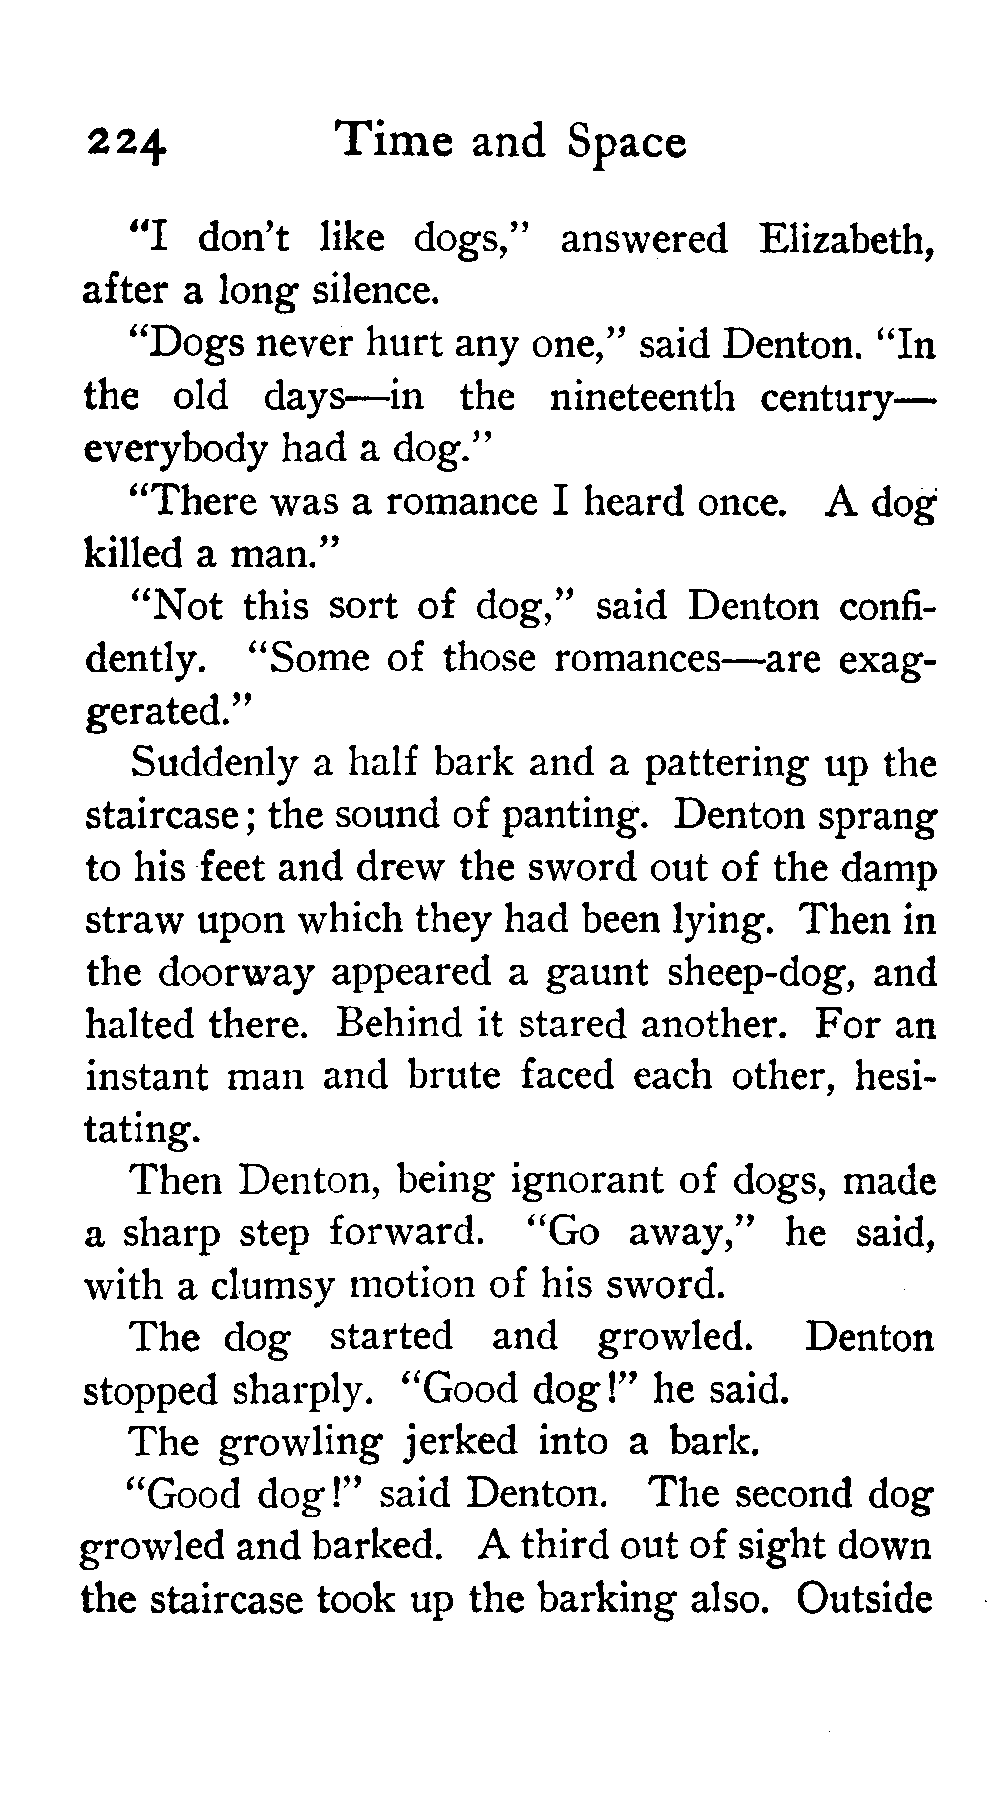 224 Time and Space
“I don’t like dogs,” answered Elizabeth,
after a long silence.
“Dogs never hurt any one,” said Denton. “In
the old days—in the nineteenth century—
everybody had a dog.”
“There was a romance I heard once. A dog
killed a man.”
“Not this sort of dog,” said Denton confi-
dently. “Some of those romances—are exag-
gerated.”
Suddenly a half bark and a pattering up the
staircase; the sound of panting. Denton sprang
to his feet and drew the sword out of the damp
straw upon which they had been lying. Then in
the doorway appeared a gaunt sheep-dog, and
halted there. Behind it stared another. For an
instant man and brute faced each other, hesi-
tating.
Then Denton, being ignorant of dogs, made
a sharp step forward. “Go away,” he said,
with a clumsy motion of his sword.
The dog started and growled. Denton
stopped sharply. “Good dog!” he said.
The growling jerked into a bark.
“Good dog!” said Denton. The second dog
growled and barked. A third out of sight down
the staircase took up the barking also. Outside